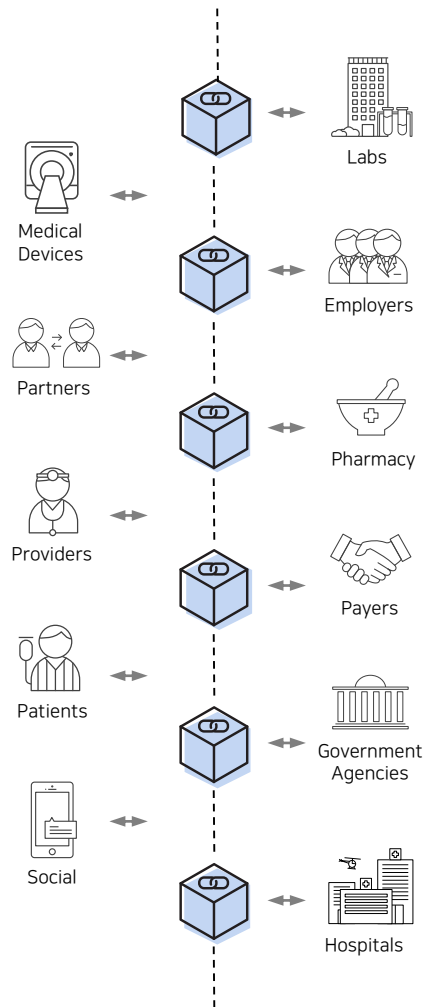 Labs
Medical
Devices
Employers
Partners
Pharmacy
Providers
Payers
Patients
Government
Agencies
Social
Hospitals